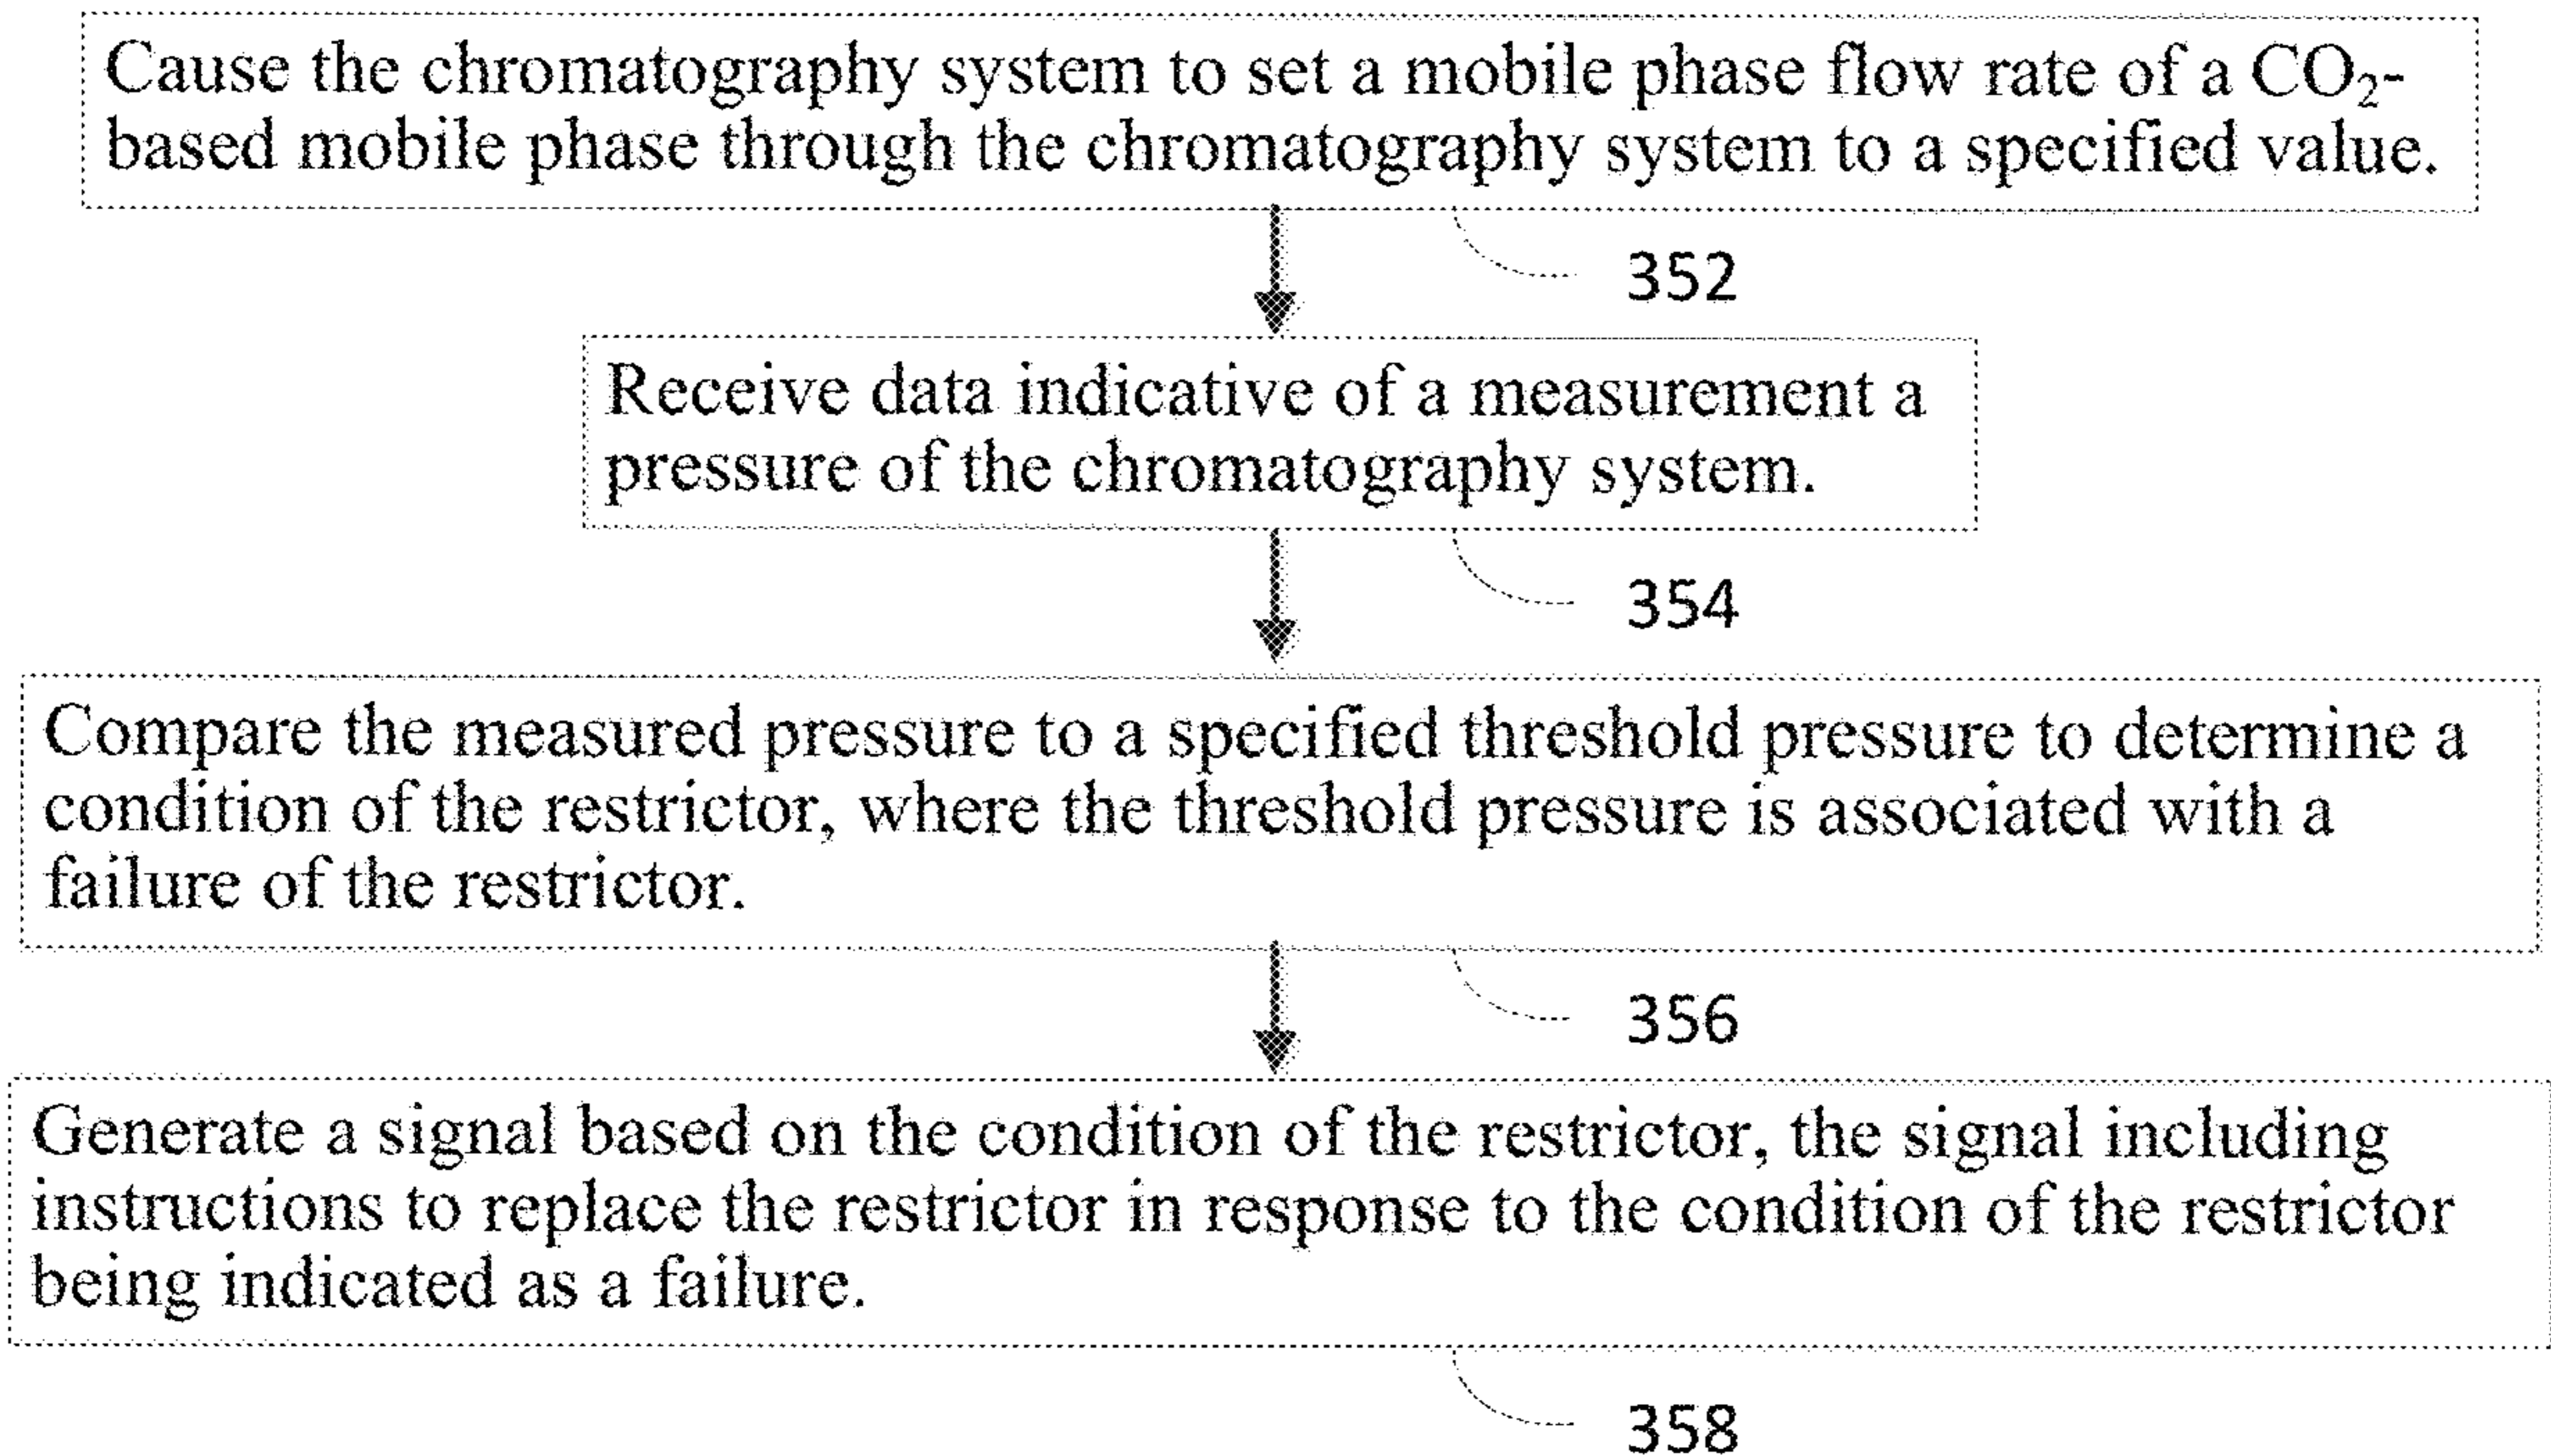 Cause the chromatography system to set a mobile phase flow rate of a CO₂-
based mobile phase through the chromatography system to a specified value.
352
Receive data indicative of a measurement a
pressure of the chromatography system.
354
Compare the measured pressure to a specified threshold pressure to determine a
condition of the restrictor, where the threshold pressure is associated with a
failure of the restrictor.
356
Generate a signal based on the condition of the restrictor, the signal including
instructions to replace the restrictor in response to the condition of the restrictor
being indicated as a failure.
358